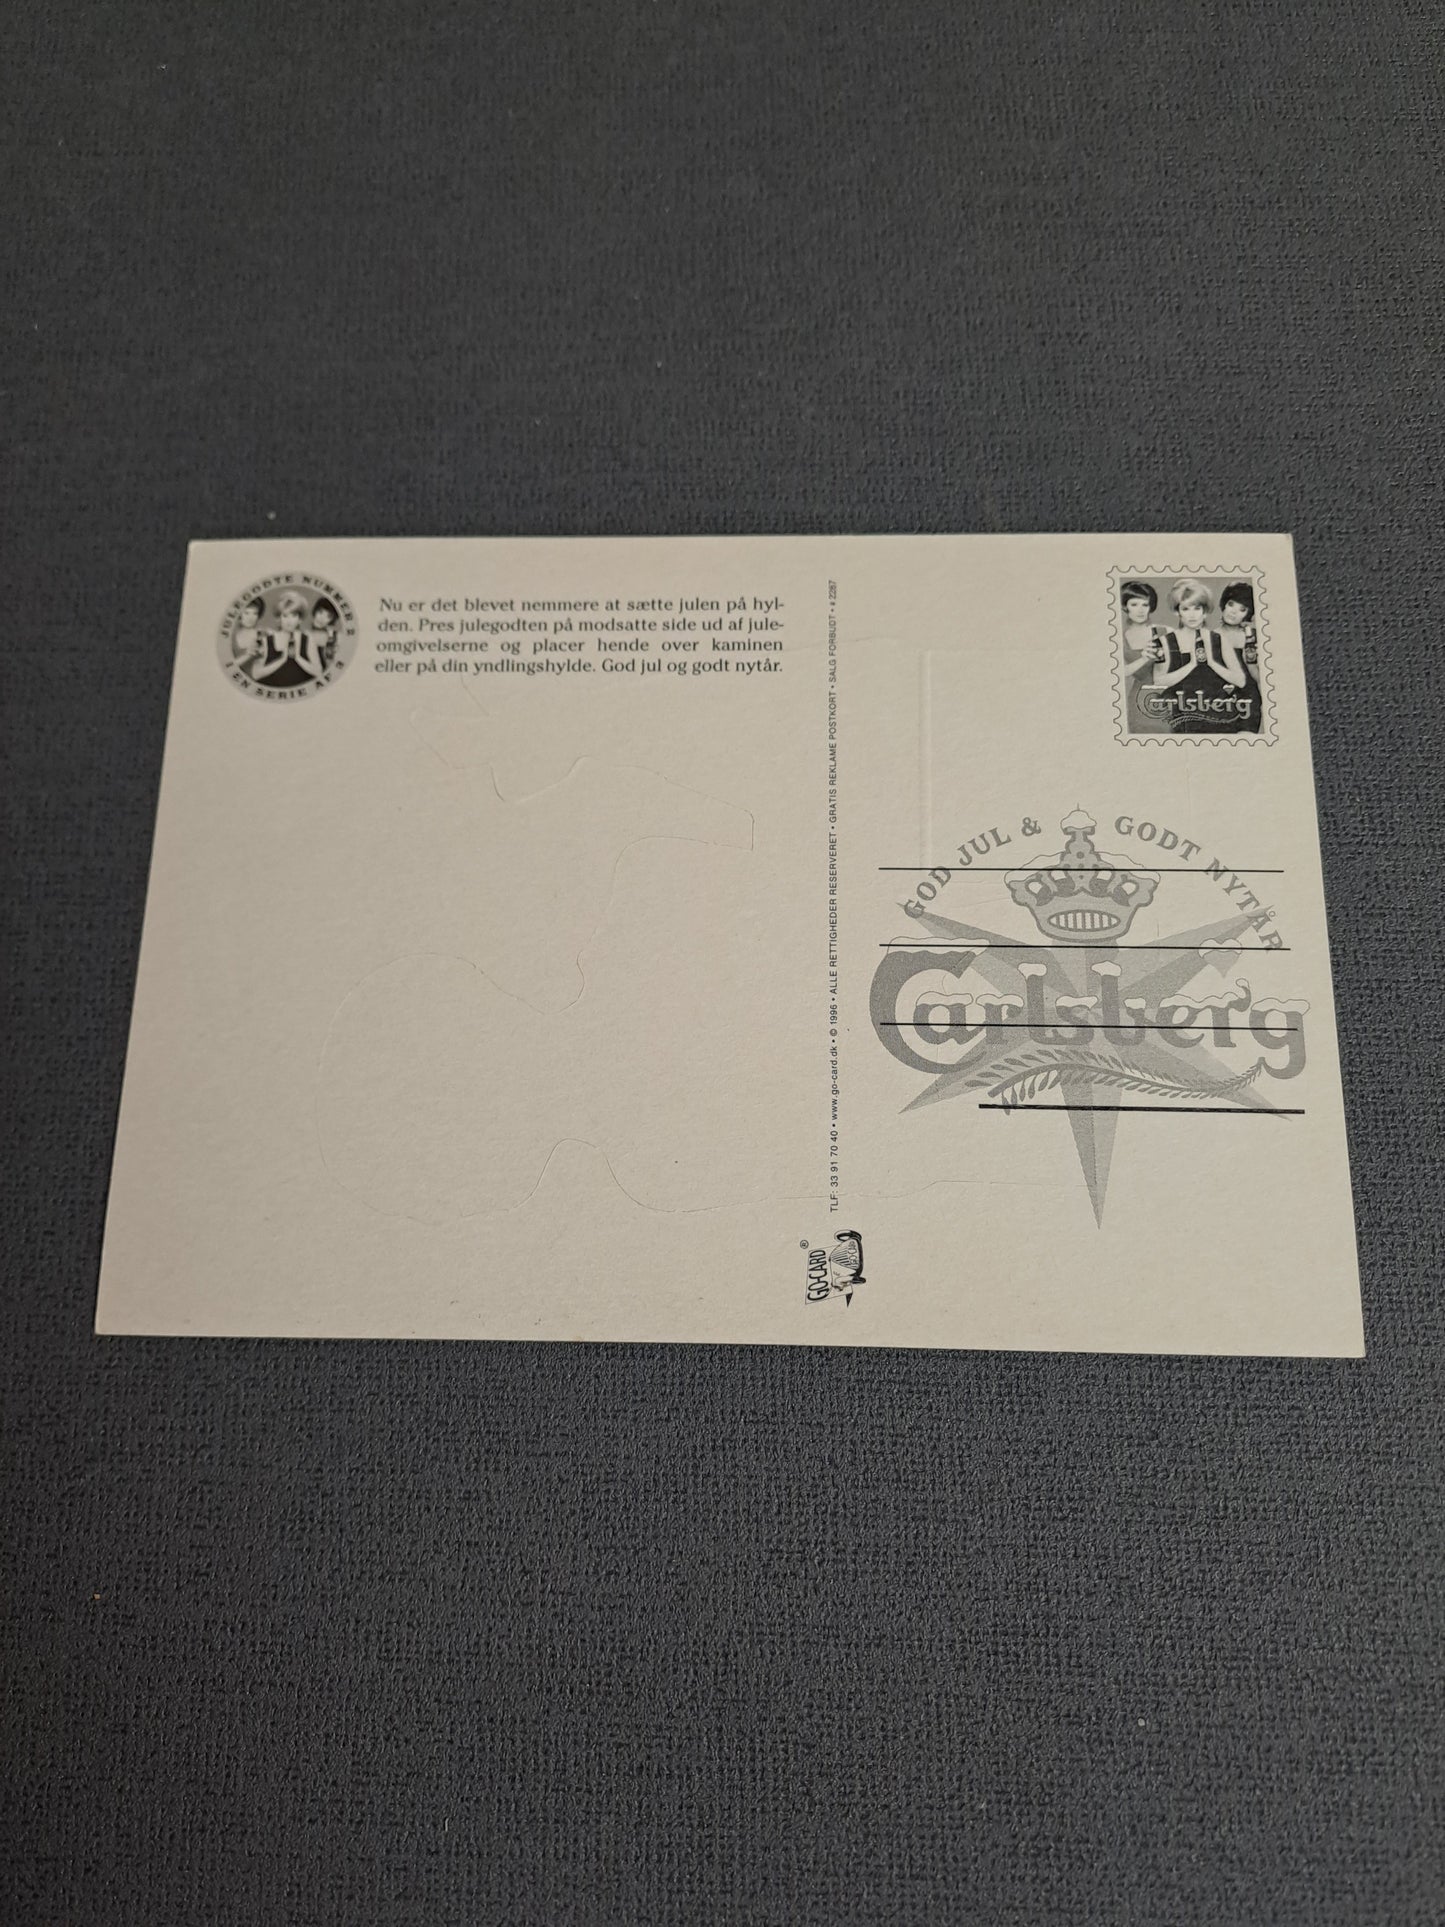 JULEGODTE NUMMER 2
I EN SERIE AF 3
Nu er det blevet nemmere at sætte julen på hyl-
den. Pres julegodten på modsatte side ud af jule-
omgivelserne og placer hende over kaminen
eller på din yndlingshylde. God jul og godt nytår.
TLF: 33 91 70 40 • www.go-card.dk • © 1996 • ALLE RETTIGHEDER RESERVERET • GRATIS REKLAME POSTKORT • SALG FORBUDT • # 2287
GO-CARD ®
Carlsberg
GOD JUL & GODT NYTÅR
Carlsberg